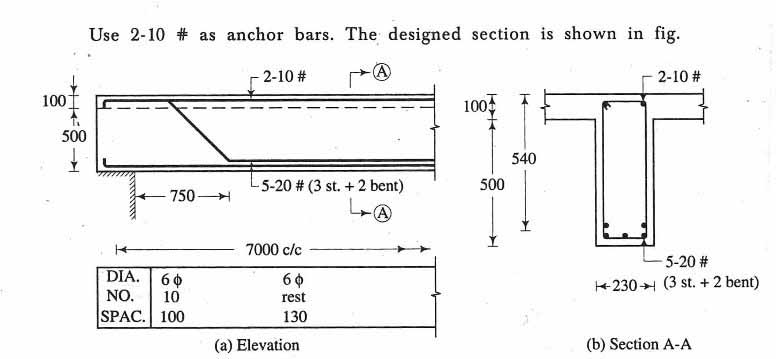 Use 2-10 # as anchor bars. The designed section is shown in fig.
2-10 #
A
100
500
750
5-20 # (3 st. + 2 bent)
A
7000 c/c
DIA. 6 ϕ 6 ϕ
NO. 10 rest
SPAC. 100 130
(a) Elevation
2-10 #
100
540
500
5-20 #
230 (3 st. + 2 bent)
(b) Section A-A